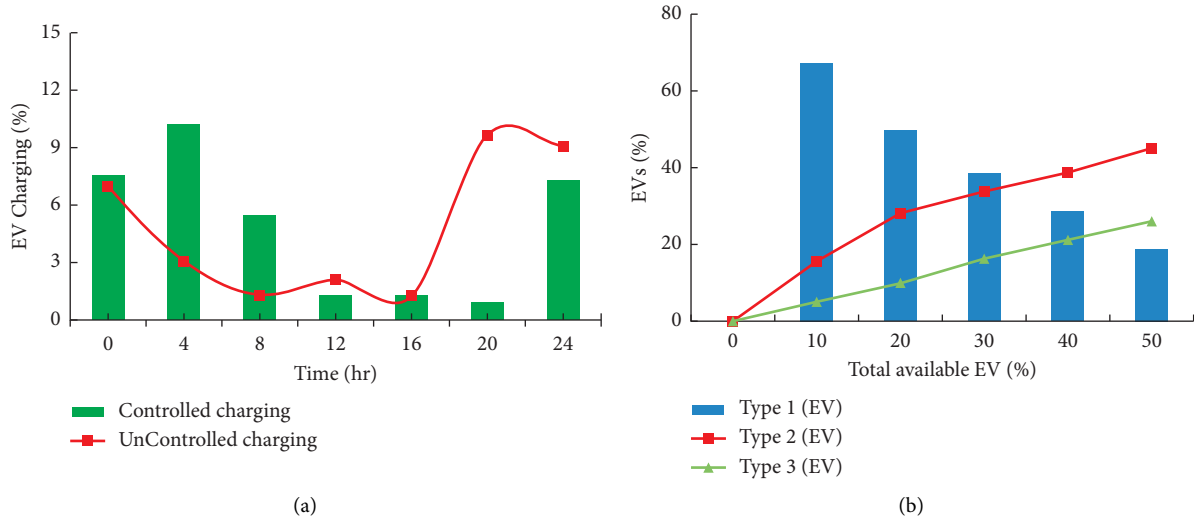 15
12
9
6
3
0
EV Charging (%)
0 4 8 12 16 20 24
Time (hr)
Controlled charging
UnControlled charging
(a)
80
60
40
20
0
EVs (%)
0 10 20 30 40 50
Total available EV (%)
Type 1 (EV)
Type 2 (EV)
Type 3 (EV)
(b)